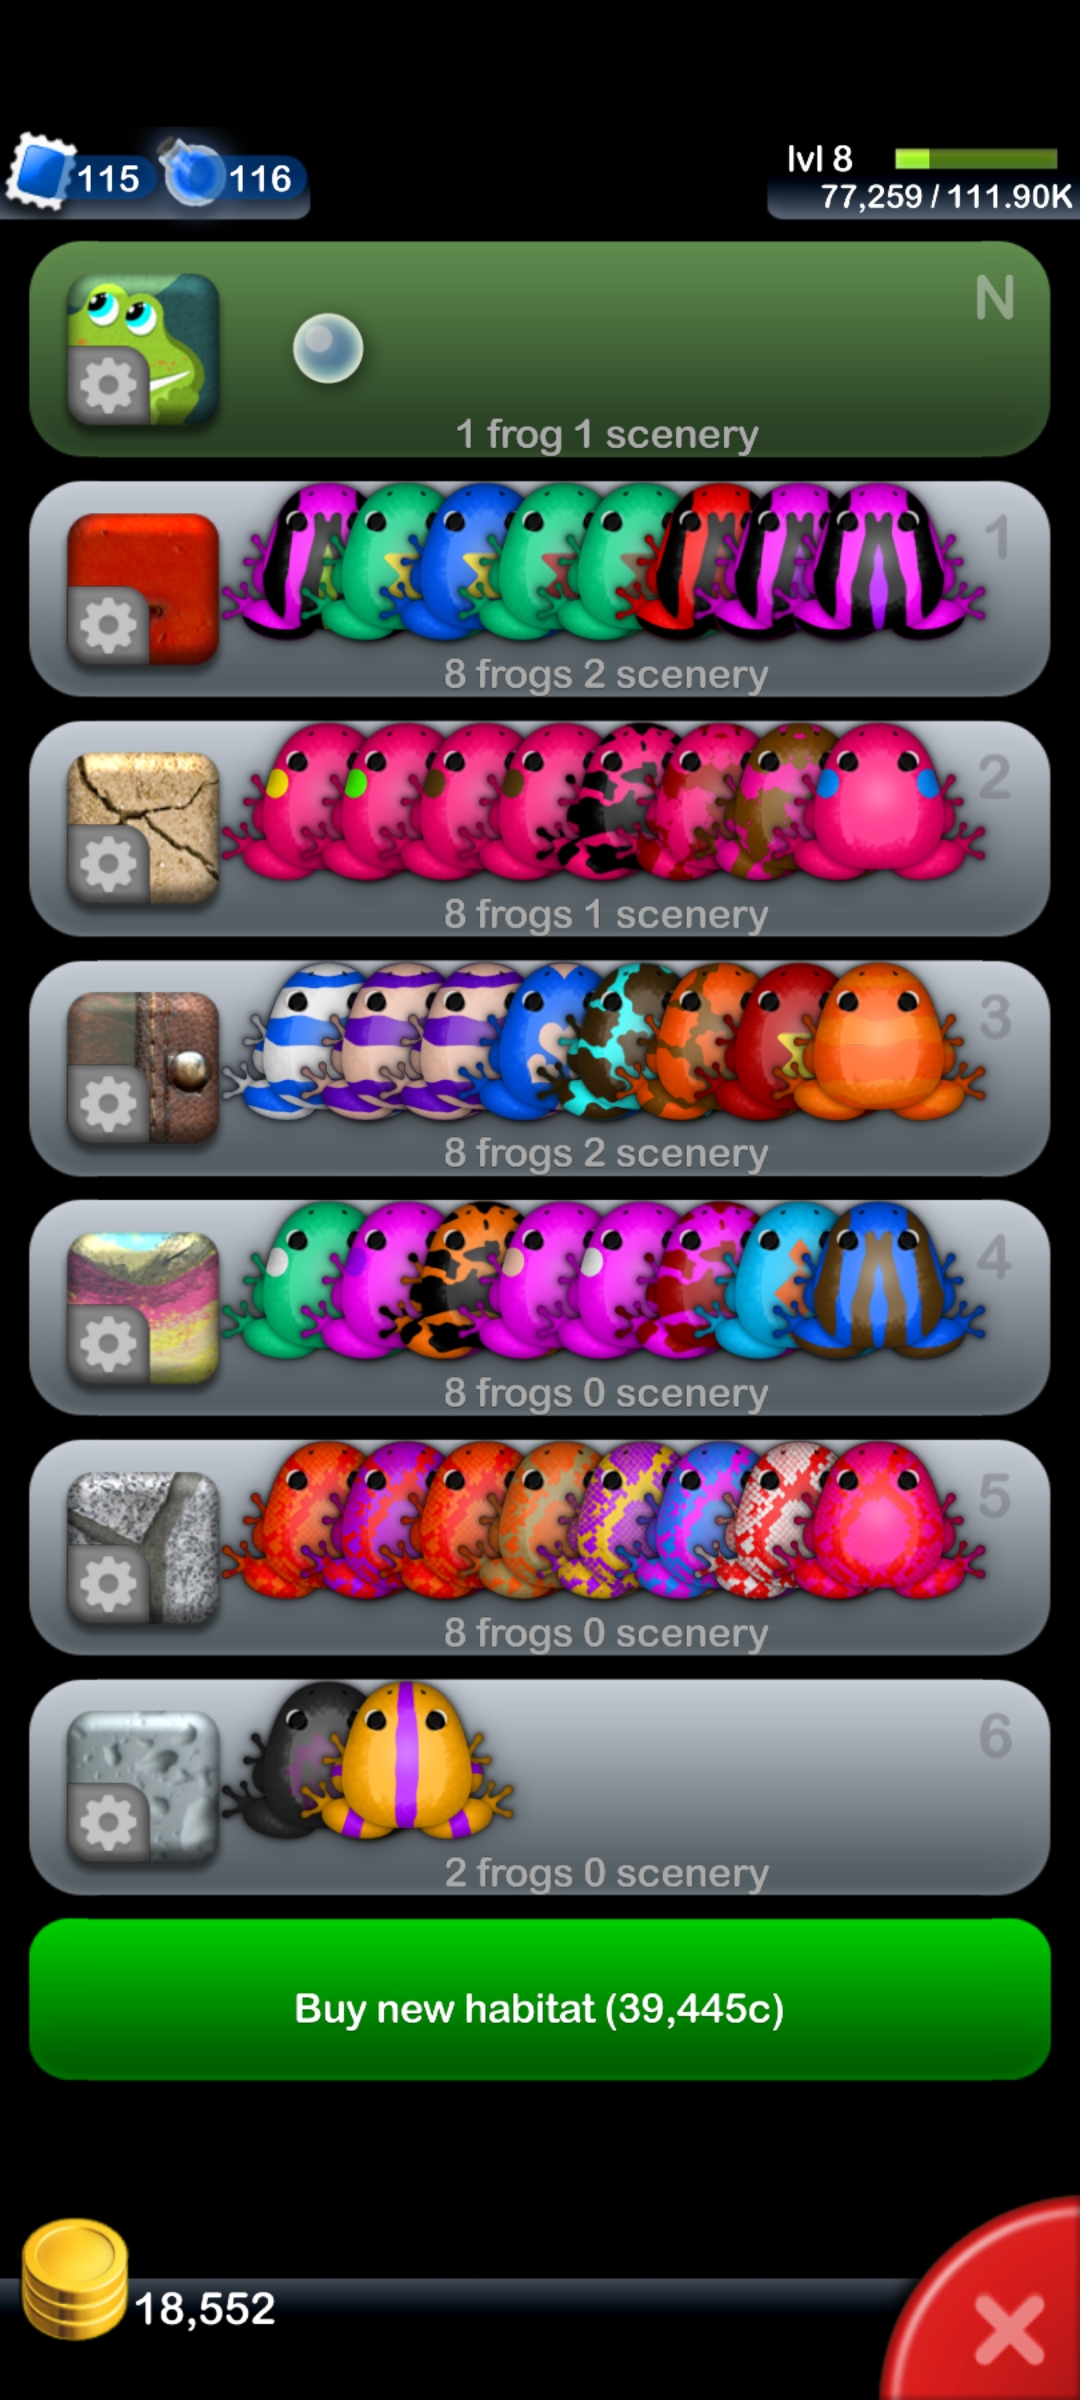 115 116
lvl 8
77,259 / 111.90K
N
1 frog 1 scenery
1
8 frogs 2 scenery
2
8 frogs 1 scenery
3
8 frogs 2 scenery
4
8 frogs 0 scenery
5
8 frogs 0 scenery
6
2 frogs 0 scenery
Buy new habitat (39,445c)
18,552